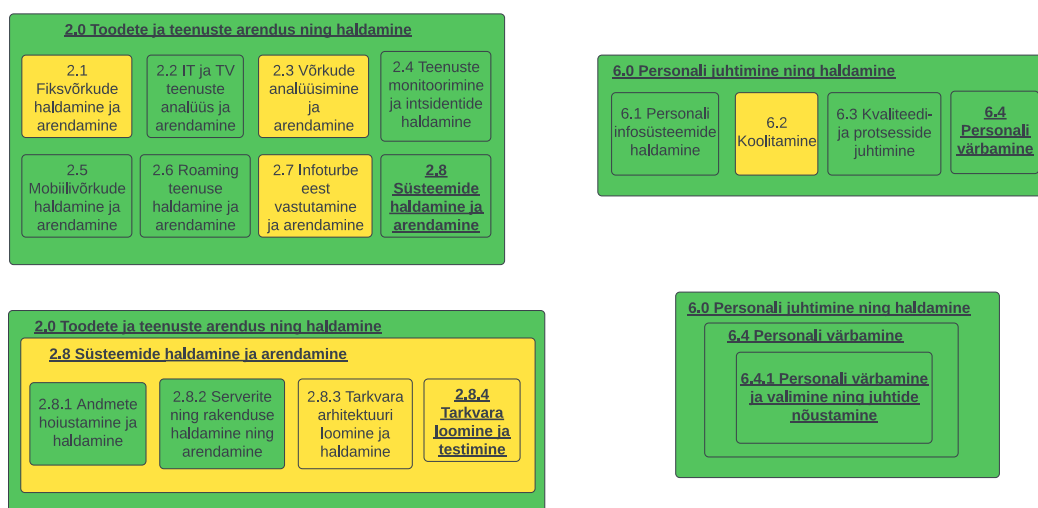 2.0 Toodete ja teenuste arendus ning haldamine
2.1
Fiksvõrkude
haldamine ja
arendamine
2.2 IT ja TV
teenuste
analüüs ja
arendamine
2.3 Võrkude
analüüsimine
ja
arendamine
2.4 Teenuste
monitoorimine
ja intsidentide
haldamine
2.5
Mobiilivõrkude
haldamine ja
arendamine
2.6 Roaming
teenuse
haldamine ja
arendamine
2.7 Infoturbe
eest
vastutamine
ja arendamine
2.8
Süsteemide
haldamine ja
arendamine
6.0 Personali juhtimine ning haldamine
6.1 Personali
infosüsteemide
haldamine
6.2
Koolitamine
6.3 Kvaliteedi-
ja protsesside
juhtimine
6.4
Personali
värbamine
2.0 Toodete ja teenuste arendus ning haldamine
2.8 Süsteemide haldamine ja arendamine
2.8.1 Andmete
hoiustamine ja
haldamine
2.8.2 Serverite
ning rakenduse
haldamine ning
arendamine
2.8.3 Tarkvara
arhitektuuri
loomine ja
haldamine
2.8.4
Tarkvara
loomine ja
testimine
6.0 Personali juhtimine ning haldamine
6.4 Personali värbamine
6.4.1 Personali värbamine
ja valimine ning juhtide
nõustamine